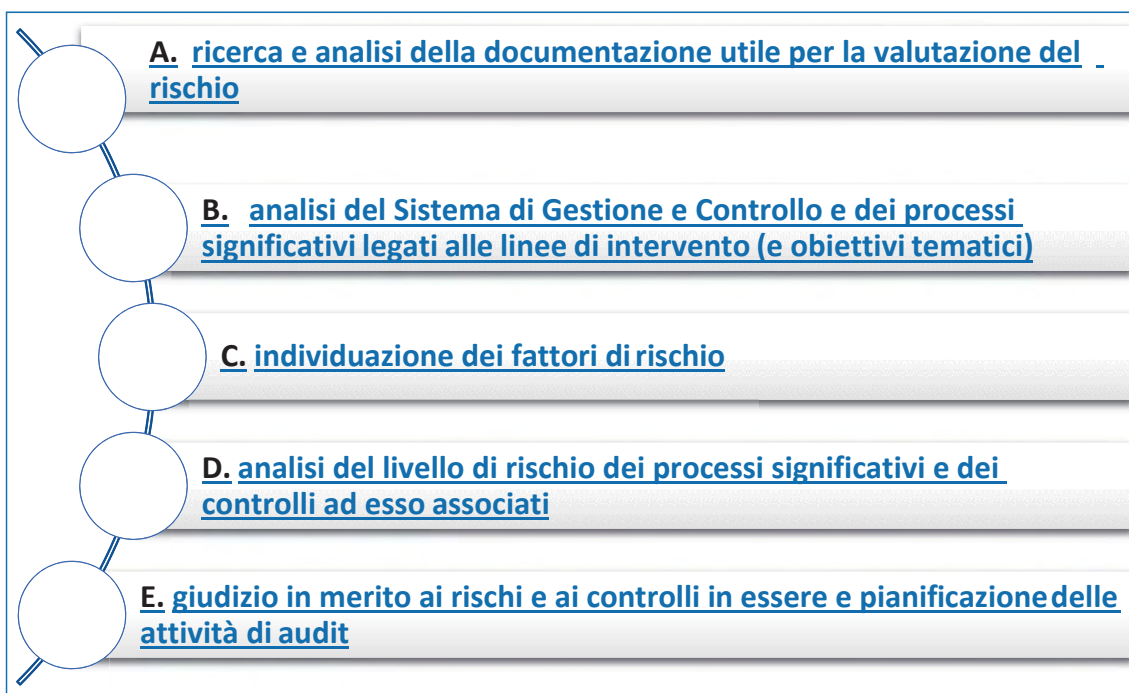 A. ricerca e analisi della documentazione utile per la valutazione del
rischio
B. analisi del Sistema di Gestione e Controllo e dei processi
significativi legati alle linee di intervento (e obiettivi tematici)
C. individuazione dei fattori di rischio
D. analisi del livello di rischio dei processi significativi e dei
controlli ad esso associati
E. giudizio in merito ai rischi e ai controlli in essere e pianificazione delle
attività di audit